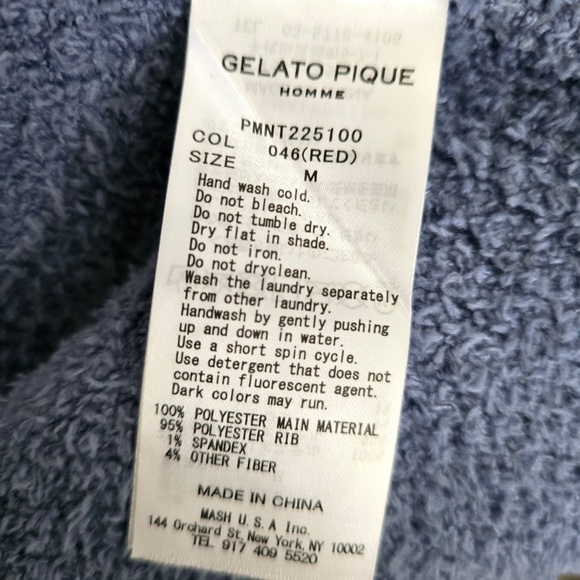 GELATO PIQUE
HOMME
PMNT225100
COL 046(RED)
SIZE M
Hand wash cold.
Do not bleach.
Do not tumble dry.
Dry flat in shade.
Do not iron.
Do not dryclean.
Wash the laundry separately
from other laundry.
Handwash by gently pushing
up and down in water.
Use a short spin cycle.
Use detergent that does not
contain fluorescent agent.
Dark colors may run.
100% POLYESTER MAIN MATERIAL
95% POLYESTER RIB
1% SPANDEX
4% OTHER FIBER
MADE IN CHINA
MASH U.S.A Inc.
144 Orchard St, New York, NY 10002
TEL 917 409 5520